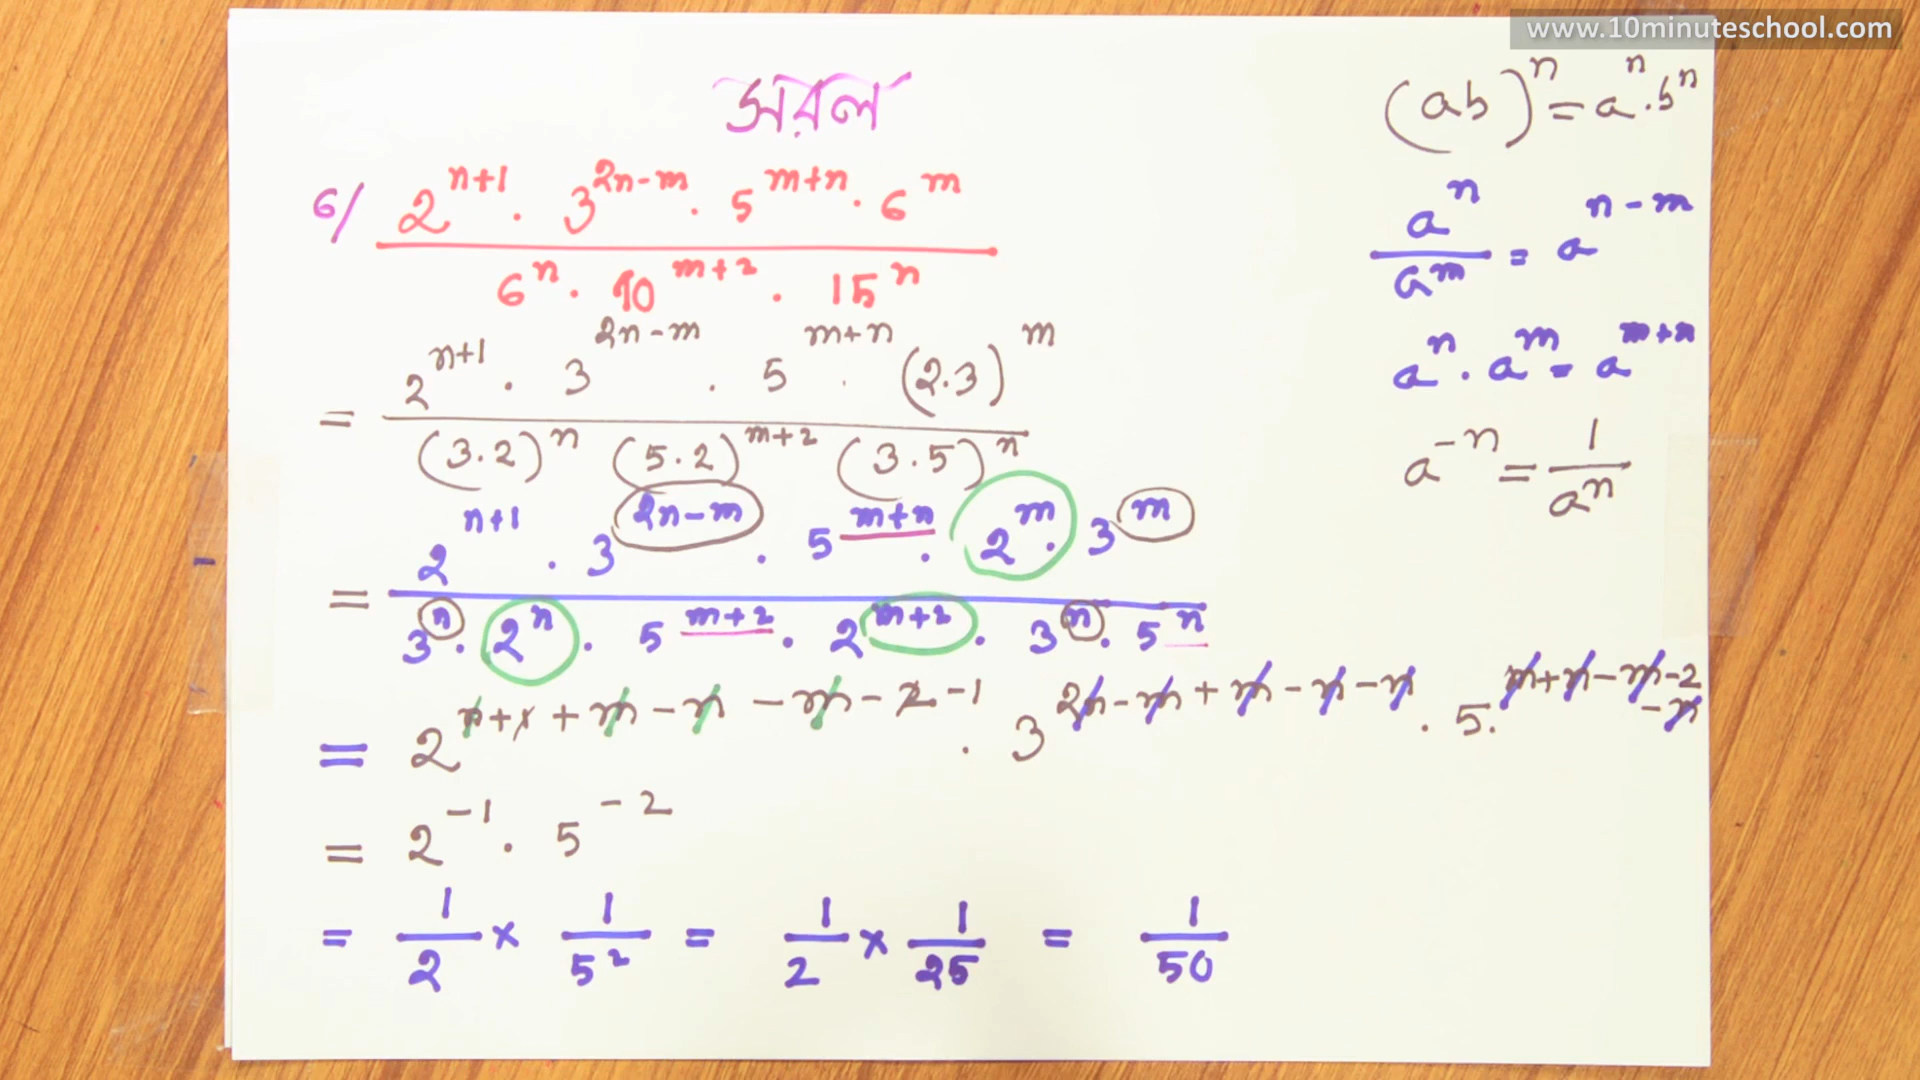 www.10minuteschool.com
সরল
6/ 2^{n+1} . 3^{2n-m} . 5^{m+n} . 6^m / 6^n . 10^{m+2} . 15^n
= 2^{n+1} . 3^{2n-m} . 5^{m+n} . (2.3)^m / (3.2)^n (5.2)^{m+2} (3.5)^n
= 2^{n+1} . 3^{2n-m} . 5^{m+n} . 2^m . 3^m / 3^n . 2^n . 5^{m+2} . 2^{m+2} . 3^n . 5^n
= 2^{n+1+m-n-m-2-1} . 3^{2n-m+m-n-n} . 5.^{m+n-m-2-n}
= 2^{-1} . 5^{-2}
= 1/2 × 1/5^2 = 1/2 × 1/25 = 1/50
(ab)^n = a^n . b^n
a^n / a^m = a^{n-m}
a^n . a^m = a^{m+n}
a^{-n} = 1/a^n